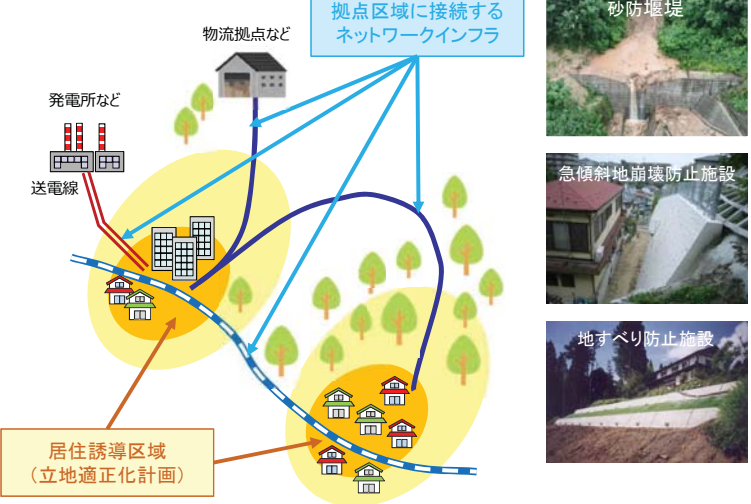 拠点区域に接続する
ネットワークインフラ
物流拠点など
発電所など
送電線
居住誘導区域
（立地適正化計画）
砂防堰堤
急傾斜地崩壊防止施設
地すべり防止施設